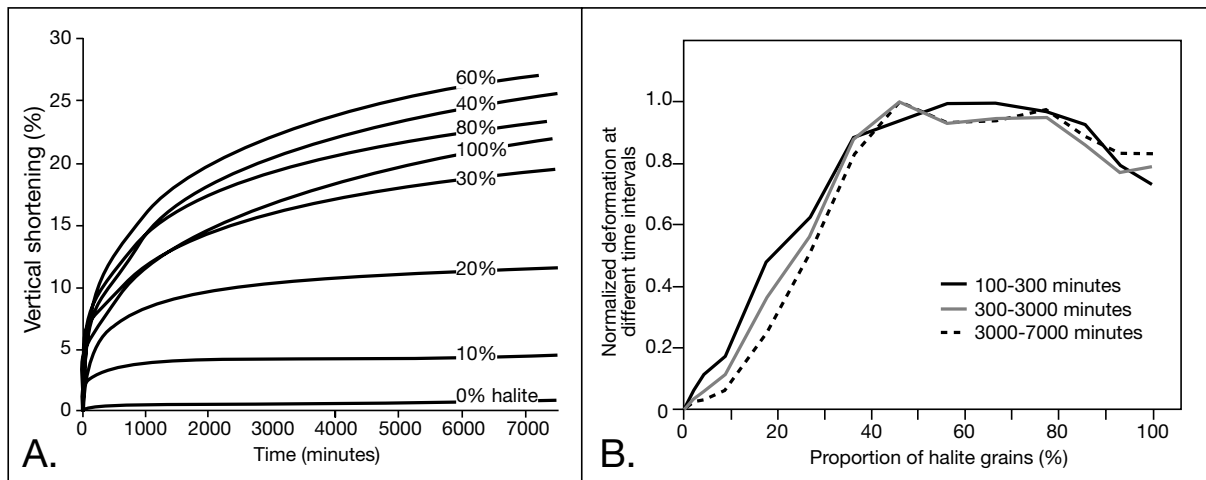 30
25
20
15
10
5
0
Vertical shortening (%)
60%
40%
80%
100%
30%
20%
10%
0% halite
0 1000 2000 3000 4000 5000 6000 7000
Time (minutes)
A.
1.0
0.8
0.6
0.4
0.2
0
Normalized deformation at
different time intervals
100-300 minutes
300-3000 minutes
3000-7000 minutes
0 20 40 60 80 100
Proportion of halite grains (%)
B.